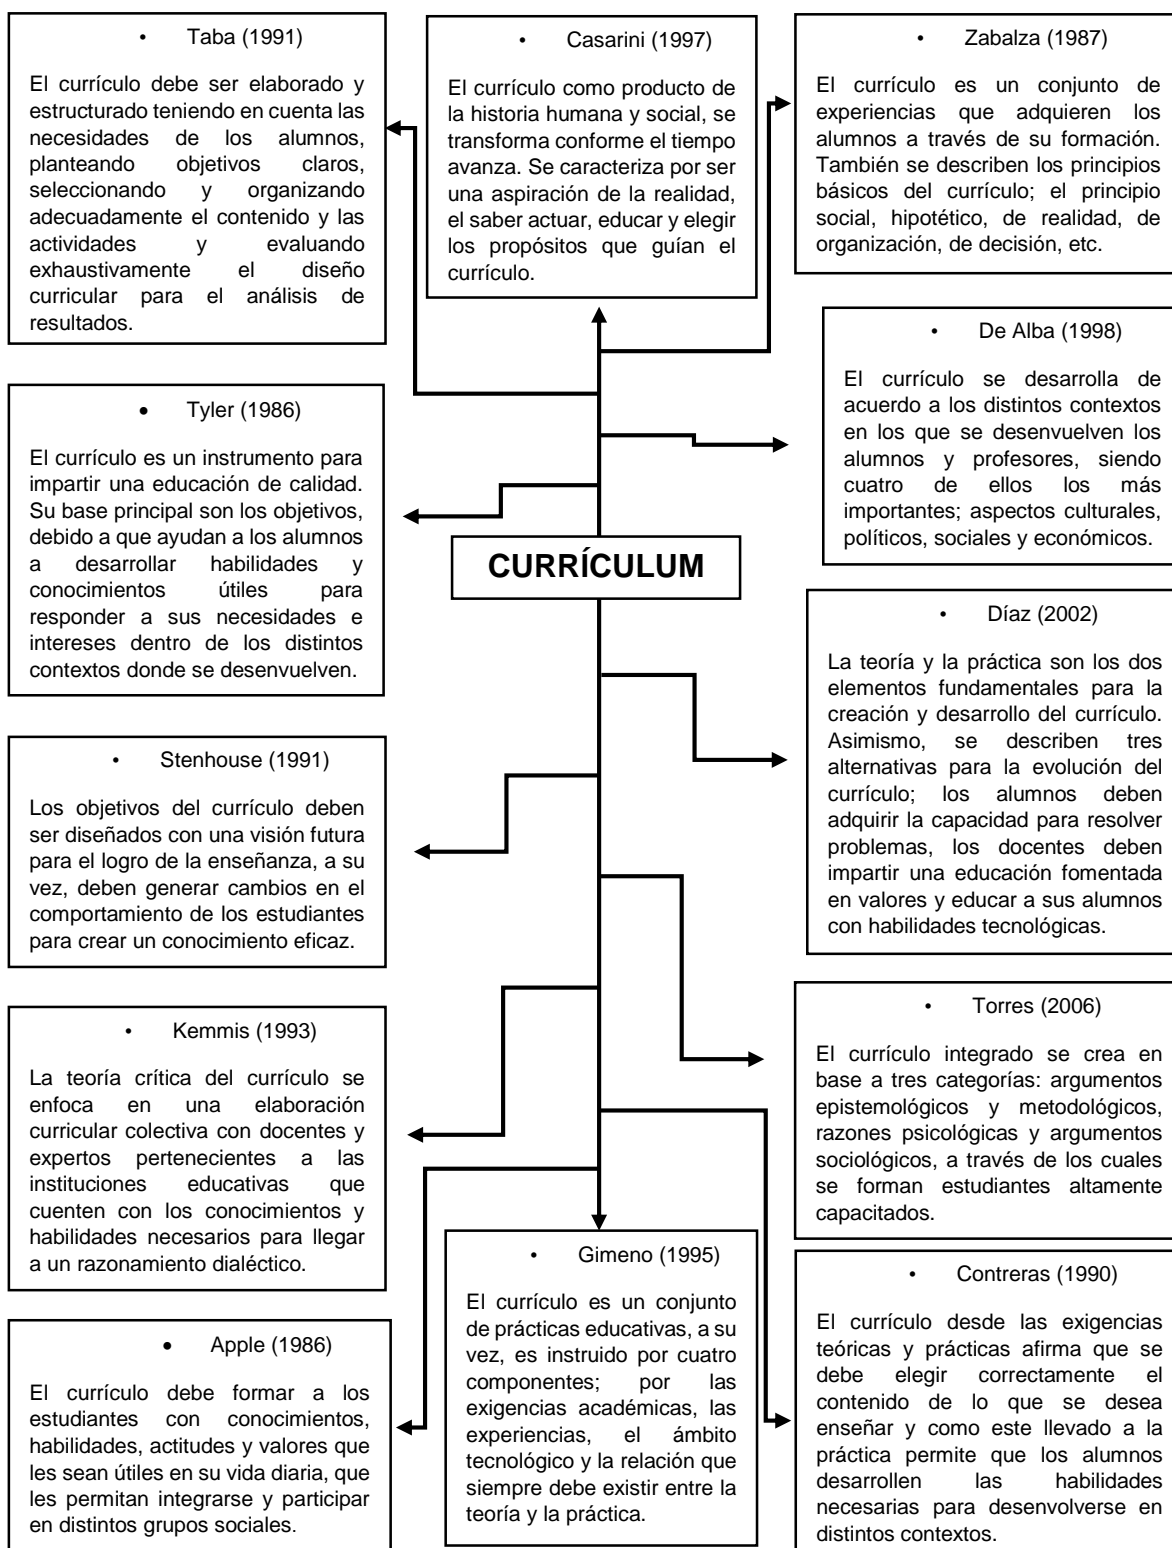 • Taba (1991)
El currículo debe ser elaborado y
estructurado teniendo en cuenta las
necesidades de los alumnos,
planteando objetivos claros,
seleccionando y organizando
adecuadamente el contenido y las
actividades y evaluando
exhaustivamente el diseño
curricular para el análisis de
resultados.
• Casarini (1997)
El currículo como producto de
la historia humana y social, se
transforma conforme el tiempo
avanza. Se caracteriza por ser
una aspiración de la realidad,
el saber actuar, educar y elegir
los propósitos que guían el
currículo.
• Zabalza (1987)
El currículo es un conjunto de
experiencias que adquieren los
alumnos a través de su formación.
También se describen los principios
básicos del currículo; el principio
social, hipotético, de realidad, de
organización, de decisión, etc.
• De Alba (1998)
El currículo se desarrolla de
acuerdo a los distintos contextos
en los que se desenvuelven los
alumnos y profesores, siendo
cuatro de ellos los más
importantes; aspectos culturales,
políticos, sociales y económicos.
• Tyler (1986)
El currículo es un instrumento para
impartir una educación de calidad.
Su base principal son los objetivos,
debido a que ayudan a los alumnos
a desarrollar habilidades y
conocimientos útiles para
responder a sus necesidades e
intereses dentro de los distintos
contextos donde se desenvuelven.
CURRÍCULUM
• Díaz (2002)
La teoría y la práctica son los dos
elementos fundamentales para la
creación y desarrollo del currículo.
Asimismo, se describen tres
alternativas para la evolución del
currículo; los alumnos deben
adquirir la capacidad para resolver
problemas, los docentes deben
impartir una educación fomentada
en valores y educar a sus alumnos
con habilidades tecnológicas.
• Stenhouse (1991)
Los objetivos del currículo deben
ser diseñados con una visión futura
para el logro de la enseñanza, a su
vez, deben generar cambios en el
comportamiento de los estudiantes
para crear un conocimiento eficaz.
• Kemmis (1993)
La teoría crítica del currículo se
enfoca en una elaboración
curricular colectiva con docentes y
expertos pertenecientes a las
instituciones educativas que
cuenten con los conocimientos y
habilidades necesarios para llegar
a un razonamiento dialéctico.
• Torres (2006)
El currículo integrado se crea en
base a tres categorías: argumentos
epistemológicos y metodológicos,
razones psicológicas y argumentos
sociológicos, a través de los cuales
se forman estudiantes altamente
capacitados.
• Apple (1986)
El currículo debe formar a los
estudiantes con conocimientos,
habilidades, actitudes y valores que
les sean útiles en su vida diaria, que
les permitan integrarse y participar
en distintos grupos sociales.
• Gimeno (1995)
El currículo es un conjunto
de prácticas educativas, a su
vez, es instruido por cuatro
componentes; por las
exigencias académicas, las
experiencias, el ámbito
tecnológico y la relación que
siempre debe existir entre la
teoría y la práctica.
• Contreras (1990)
El currículo desde las exigencias
teóricas y prácticas afirma que se
debe elegir correctamente el
contenido de lo que se desea
enseñar y como este llevado a la
práctica permite que los alumnos
desarrollen las habilidades
necesarias para desenvolverse en
distintos contextos.